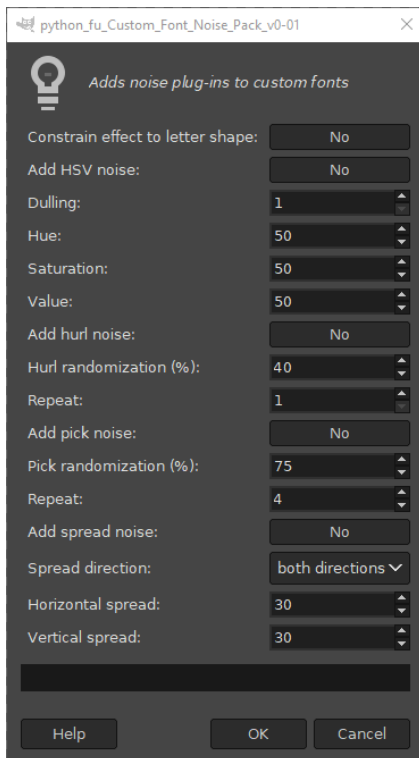 python_fu_Custom_Font_Noise_Pack_v0-01
Adds noise plug-ins to custom fonts
Constrain effect to letter shape: No
Add HSV noise: No
Dulling: 1
Hue: 50
Saturation: 50
Value: 50
Add hurl noise: No
Hurl randomization (%): 40
Repeat: 1
Add pick noise: No
Pick randomization (%): 75
Repeat: 4
Add spread noise: No
Spread direction: both directions
Horizontal spread: 30
Vertical spread: 30
Help OK Cancel